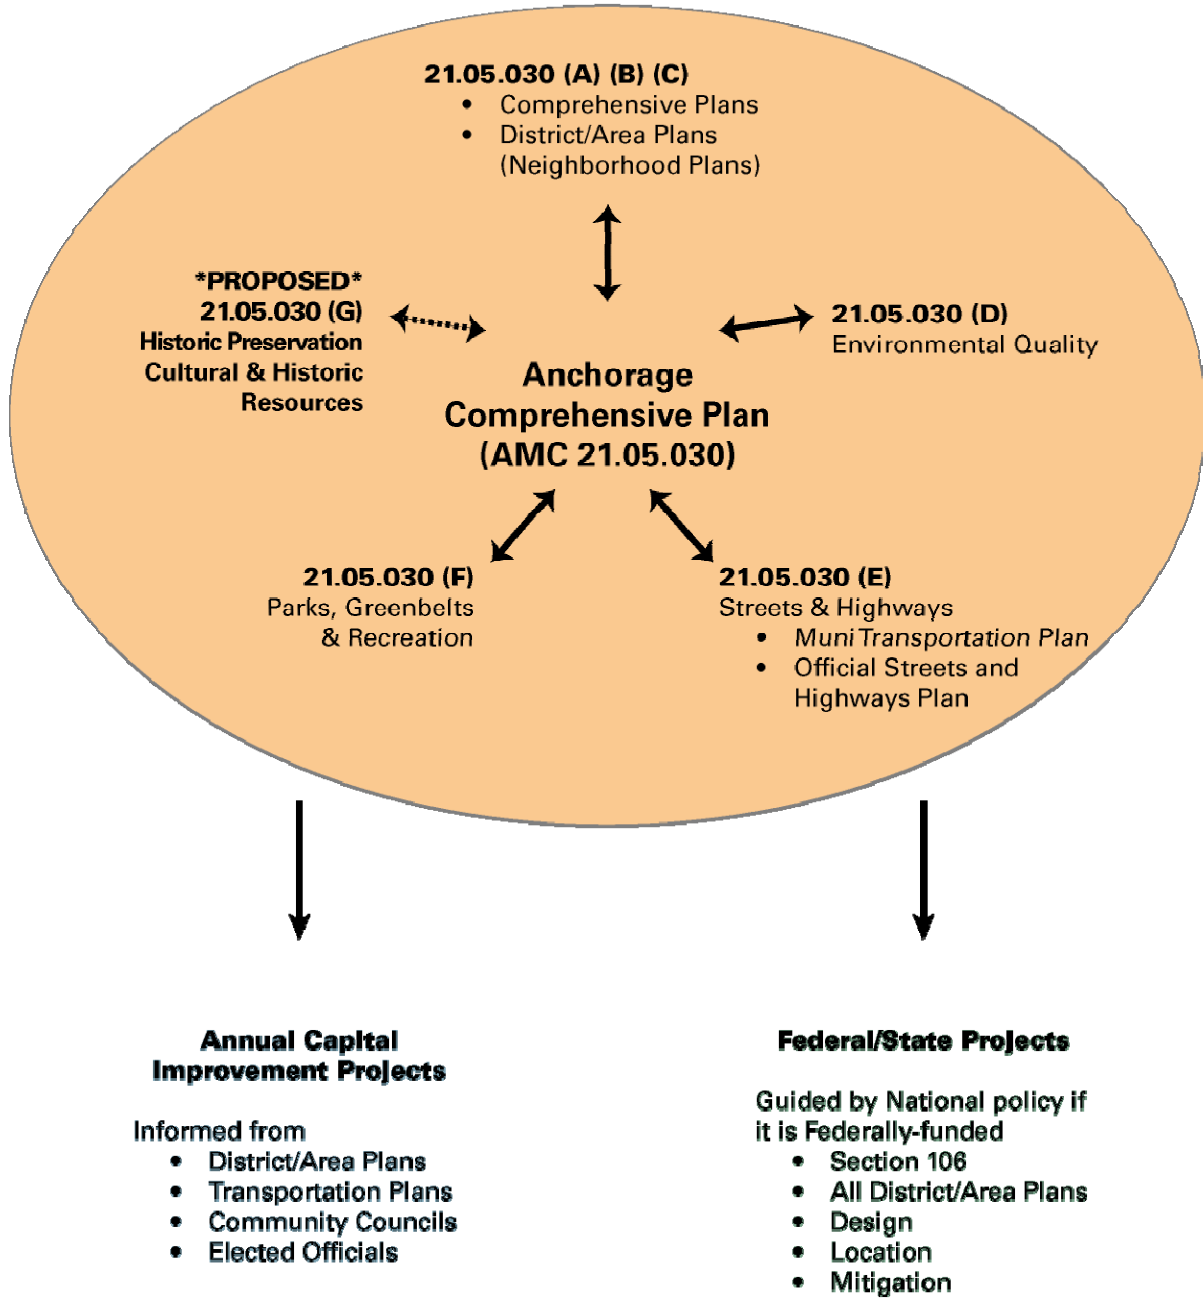 21.05.030 (A) (B) (C)
• Comprehensive Plans
• District/Area Plans
(Neighborhood Plans)
*PROPOSED*
21.05.030 (G)
Historic Preservation
Cultural & Historic
Resources
21.05.030 (D)
Environmental Quality
Anchorage
Comprehensive Plan
(AMC 21.05.030)
21.05.030 (F)
Parks, Greenbelts
& Recreation
21.05.030 (E)
Streets & Highways
• Muni Transportation Plan
• Official Streets and
Highways Plan
Annual Capital
Improvement Projects
Informed from
• District/Area Plans
• Transportation Plans
• Community Councils
• Elected Officials
Federal/State Projects
Guided by National policy if
it is Federally-funded
• Section 106
• All District/Area Plans
• Design
• Location
• Mitigation